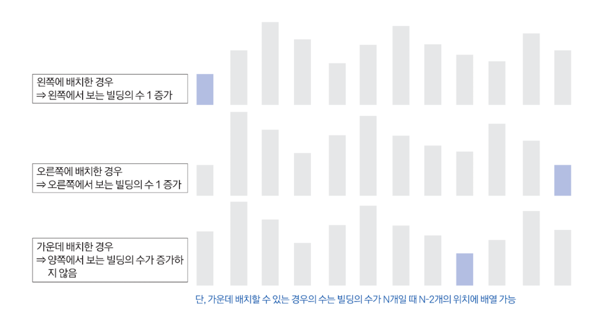 왼쪽에 배치한 경우
⇒ 왼쪽에서 보는 빌딩의 수 1 증가
오른쪽에 배치한 경우
⇒ 오른쪽에서 보는 빌딩의 수 1 증가
가운데 배치한 경우
⇒ 양쪽에서 보는 빌딩의 수가 증가하
지 않음
단, 가운데 배치할 수 있는 경우의 수는 빌딩의 수가 N개일 때 N-2개의 위치에 배열 가능